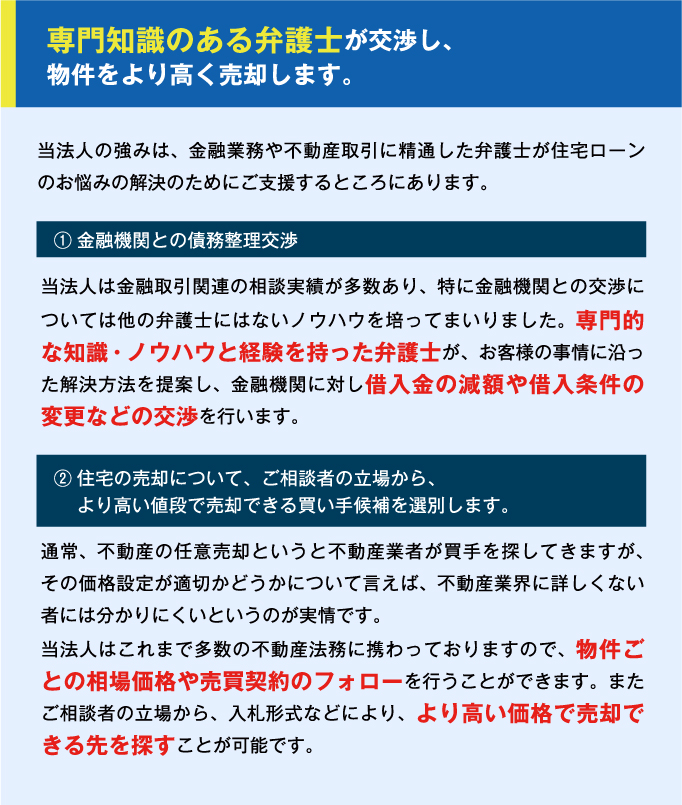 専門知識のある弁護士が交渉し、
物件をより高く売却します。
当法人の強みは、金融業務や不動産取引に精通した弁護士が住宅ローン
のお悩みの解決のためにご支援するところにあります。
① 金融機関との債務整理交渉
当法人は金融取引関連の相談実績が多数あり、特に金融機関との交渉に
ついては他の弁護士にはないノウハウを培ってまいりました。専門的
な知識・ノウハウと経験を持った弁護士が、お客様の事情に沿っ
た解決方法を提案し、金融機関に対し借入金の減額や借入条件の
変更などの交渉を行います。
② 住宅の売却について、ご相談者の立場から、
より高い値段で売却できる買い手候補を選別します。
通常、不動産の任意売却というと不動産業者が買手を探してきますが、
その価格設定が適切かどうかについて言えば、不動産業界に詳しくない
者には分かりにくいというのが実情です。
当法人はこれまで多数の不動産法務に携わっておりますので、物件ご
との相場価格や売買契約のフォローを行うことができます。また
ご相談者の立場から、入札形式などにより、より高い価格で売却で
きる先を探すことが可能です。